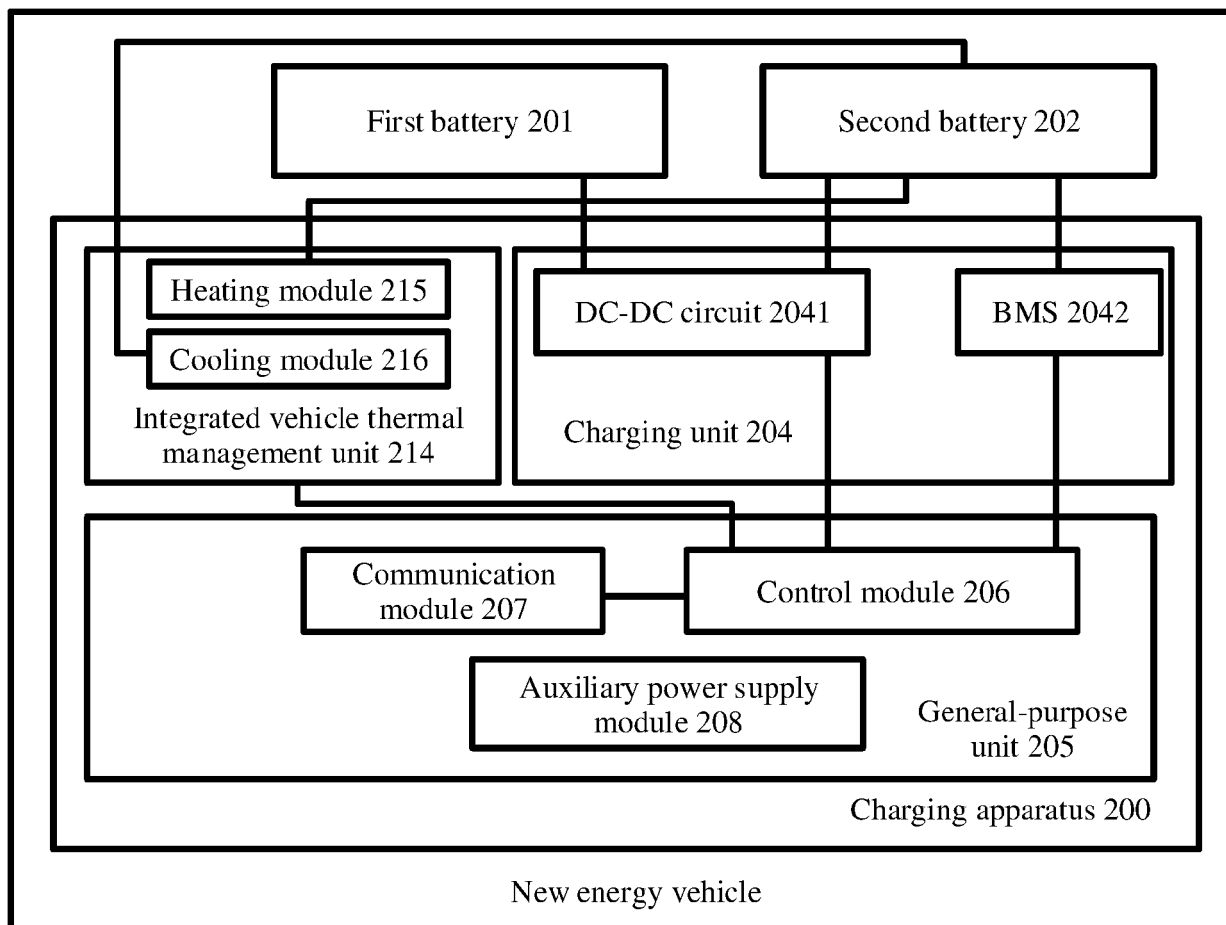 First battery 201
Second battery 202
Heating module 215
Cooling module 216
Integrated vehicle thermal
management unit 214
DC-DC circuit 2041
BMS 2042
Charging unit 204
Communication
module 207
Control module 206
Auxiliary power supply
module 208
General-purpose
unit 205
Charging apparatus 200
New energy vehicle